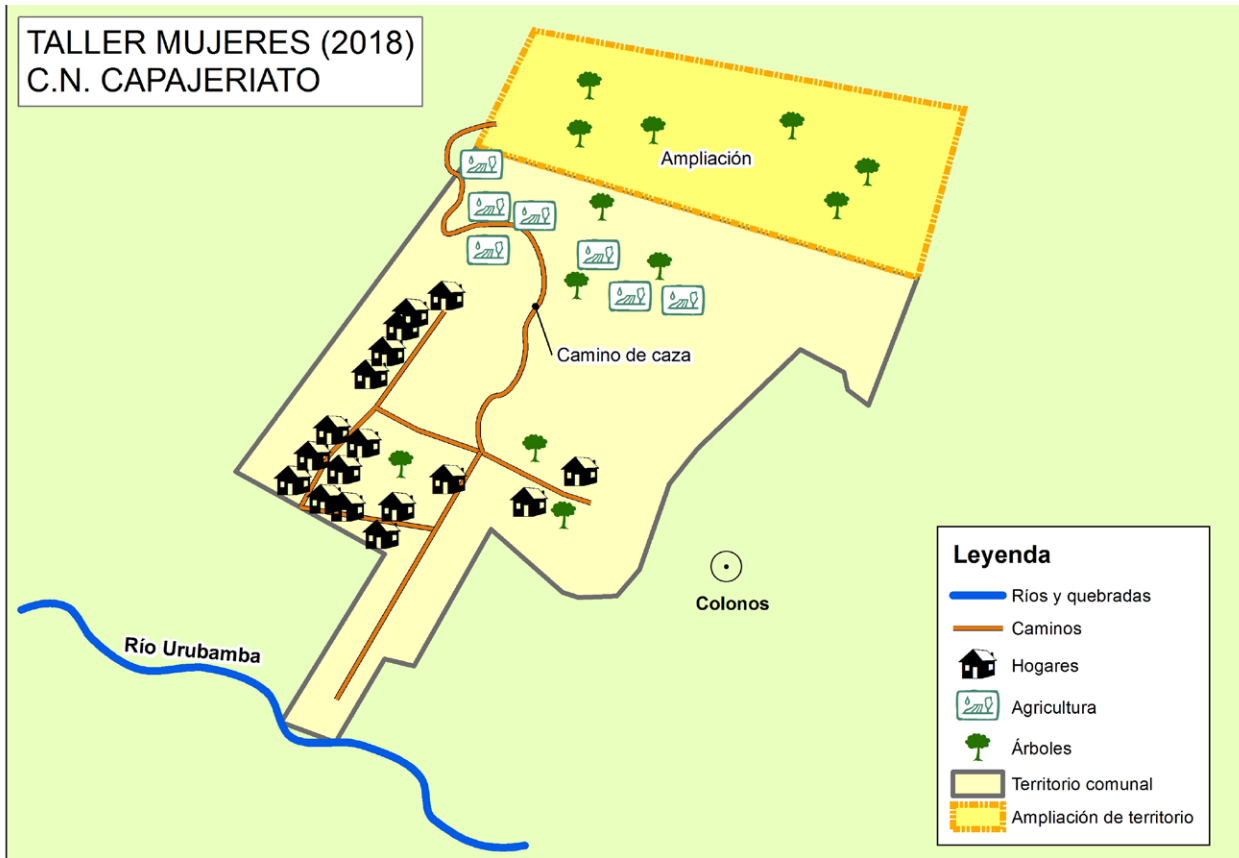 TALLER MUJERES (2018)
C.N. CAPAJERIATO
Ampliación
Camino de caza
Colonos
Río Urubamba
Leyenda
Ríos y quebradas
Caminos
Hogares
Agricultura
Árboles
Territorio comunal
Ampliación de territorio